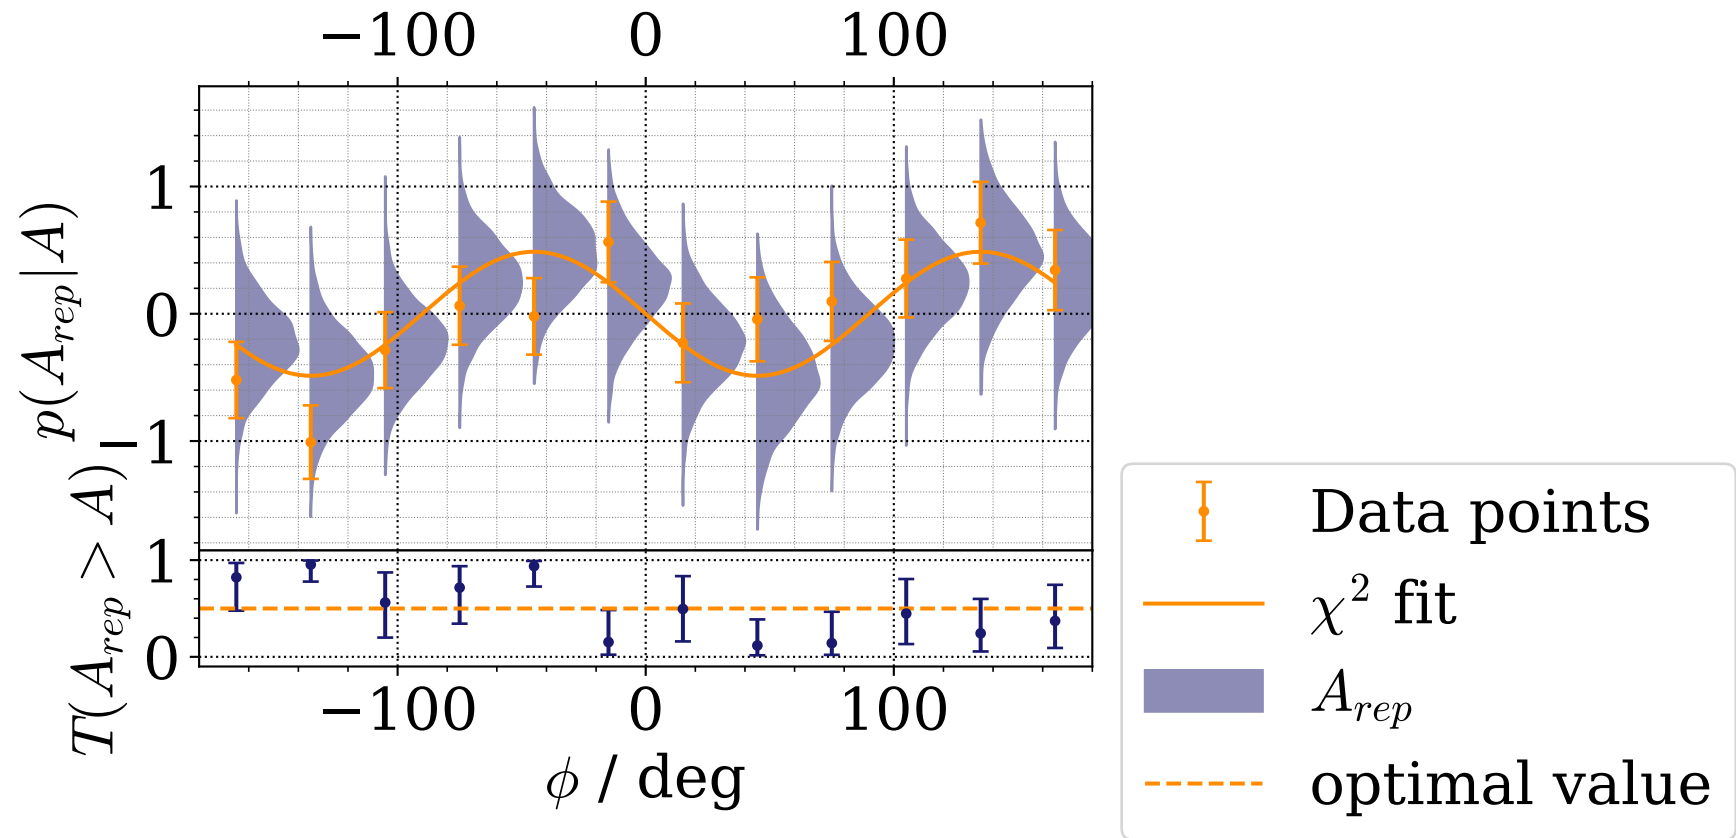 −100 0 100
p(A_rep|A)
1
0
−1
T(A_rep > A)
1
0
−100 0 100
ϕ / deg
Data points
χ² fit
A_rep
optimal value